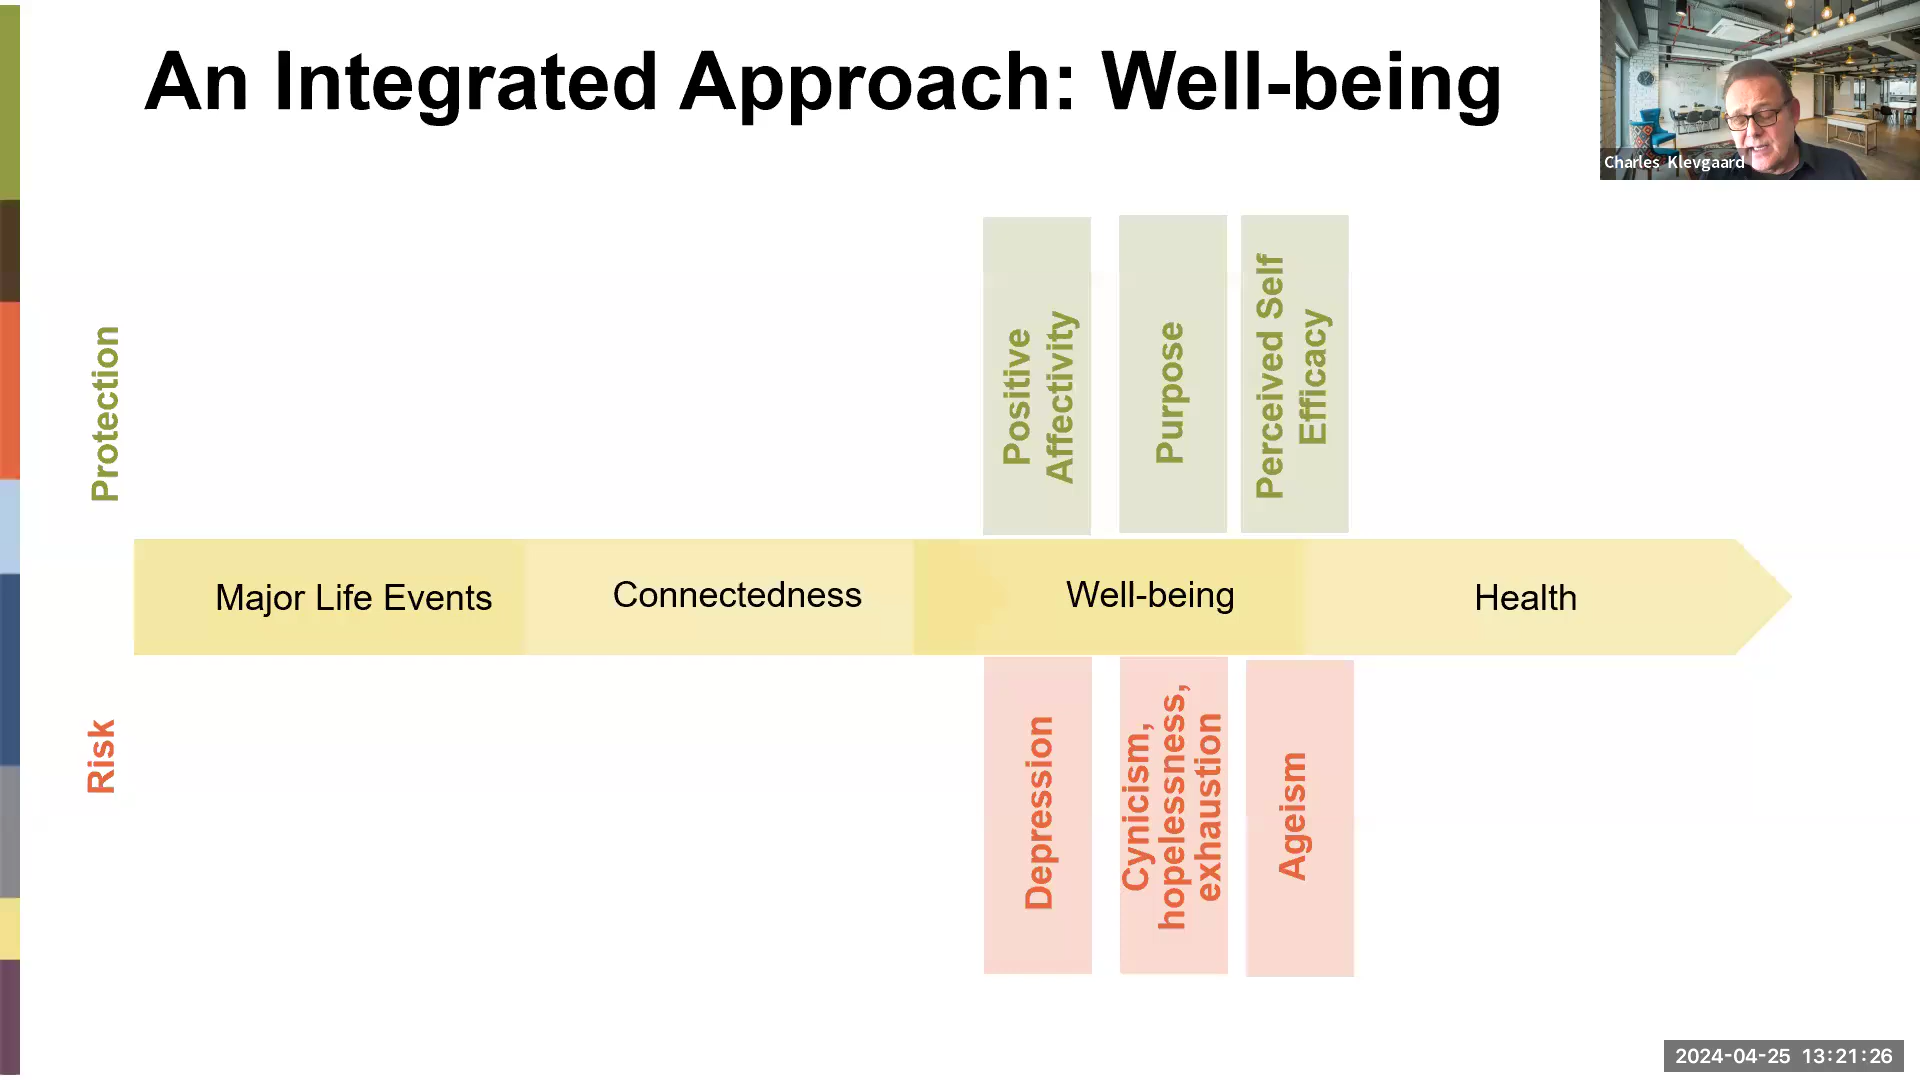 An Integrated Approach: Well-being
Charles Klevgaard
Protection
Positive
Affectivity
Purpose
Perceived Self
Efficacy
Major Life Events
Connectedness
Well-being
Health
Risk
Depression
Cynicism,
hopelessness,
exhaustion
Ageism
2024-04-25 13:21:26